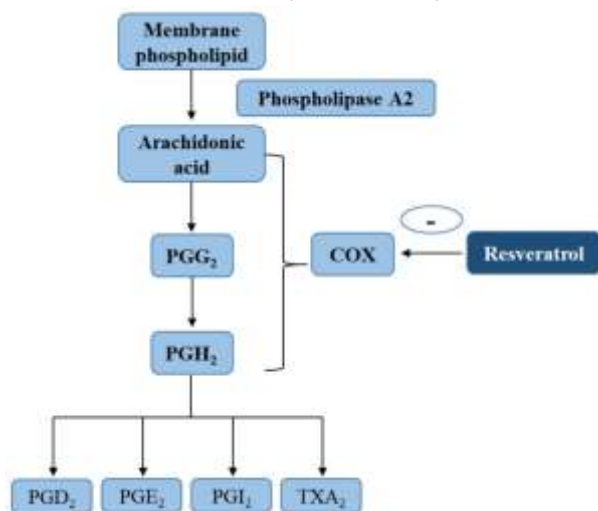 Membrane
phospholipid
Phospholipase A2
Arachidonic
acid
-
PGG₂
COX
Resveratrol
PGH₂
PGD₂
PGE₂
PGI₂
TXA₂